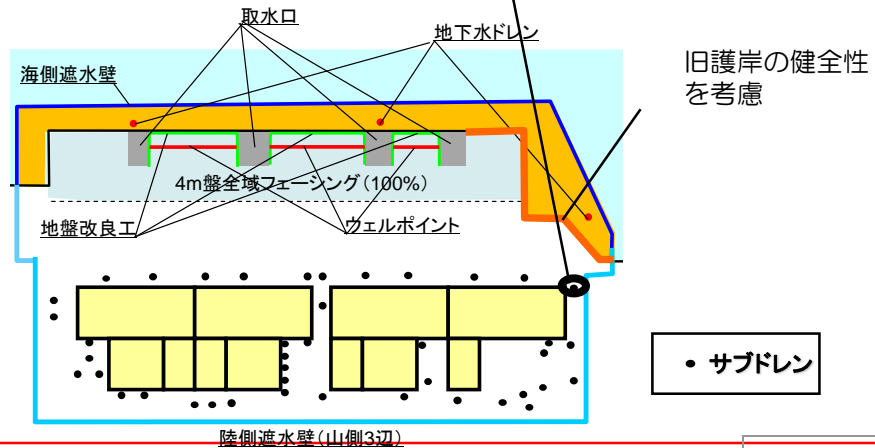 取水口
地下水ドレン
海側遮水壁
旧護岸の健全性
を考慮
4m盤全域フェーシング(100%)
地盤改良工
ウェルポイント
• サブドレン
陸側遮水壁(山側3辺)